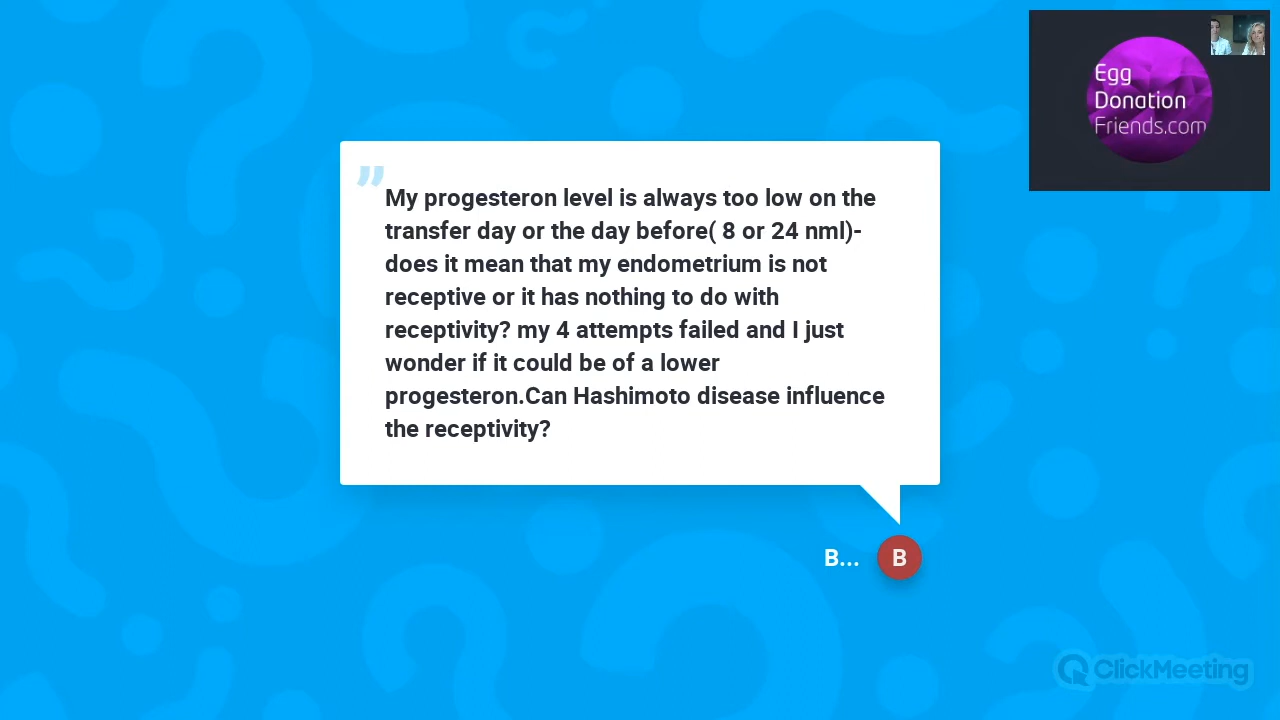 Egg
Donation
Friends.com
"
My progesteron level is always too low on the
transfer day or the day before( 8 or 24 nml)-
does it mean that my endometrium is not
receptive or it has nothing to do with
receptivity? my 4 attempts failed and I just
wonder if it could be of a lower
progesteron.Can Hashimoto disease influence
the receptivity?
B... B
ClickMeeting